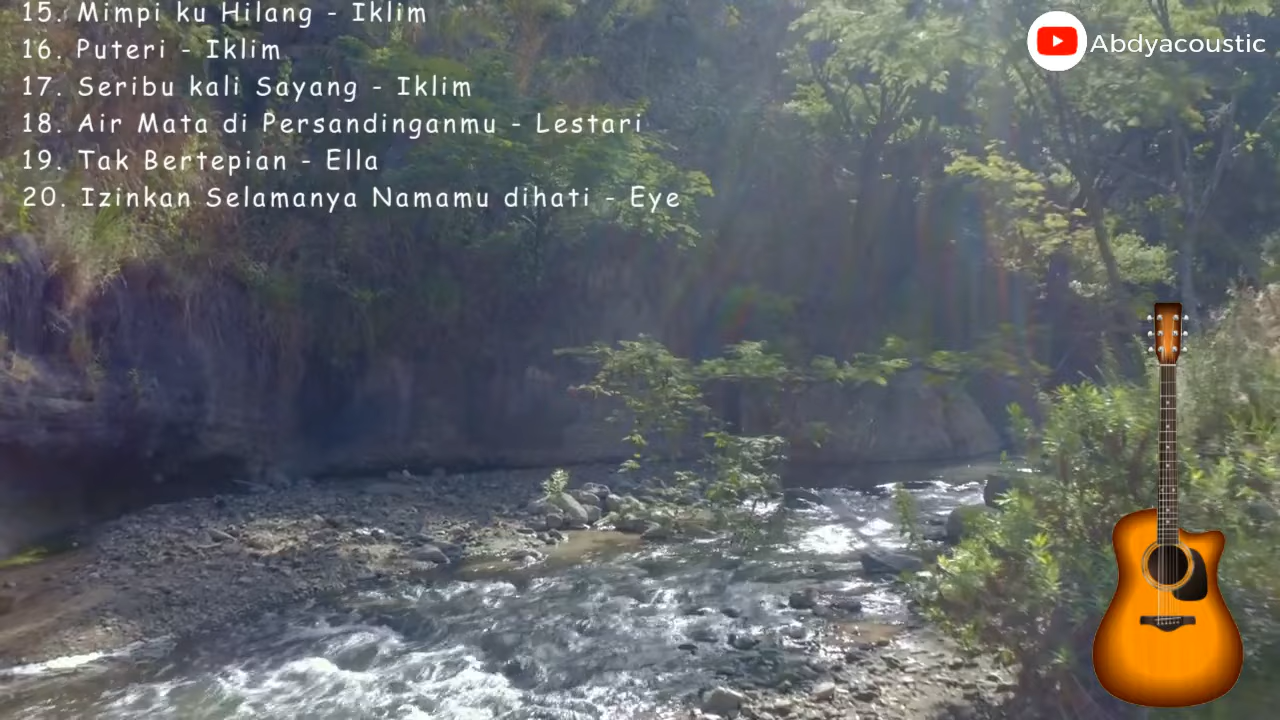 15. Mimpi ku Hilang - Iklim
16. Puteri - Iklim
17. Seribu kali Sayang - Iklim
18. Air Mata di Persandinganmu - Lestari
19. Tak Bertepian - Ella
20. Izinkan Selamanya Namamu dihati - Eye
Abdyacoustic